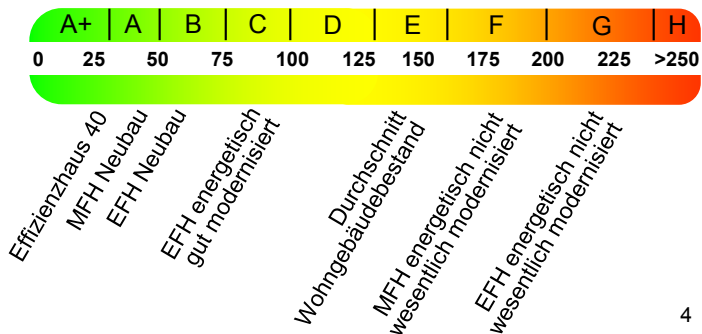 A+ A B C D E F G H
0 25 50 75 100 125 150 175 200 225 >250
Effizienzhaus 40
MFH Neubau
EFH Neubau
EFH energetisch
gut modernisiert
Durchschnitt
Wohngebäudebestand
MFH energetisch nicht
wesentlich modernisiert
EFH energetisch nicht
wesentlich modernisiert
4